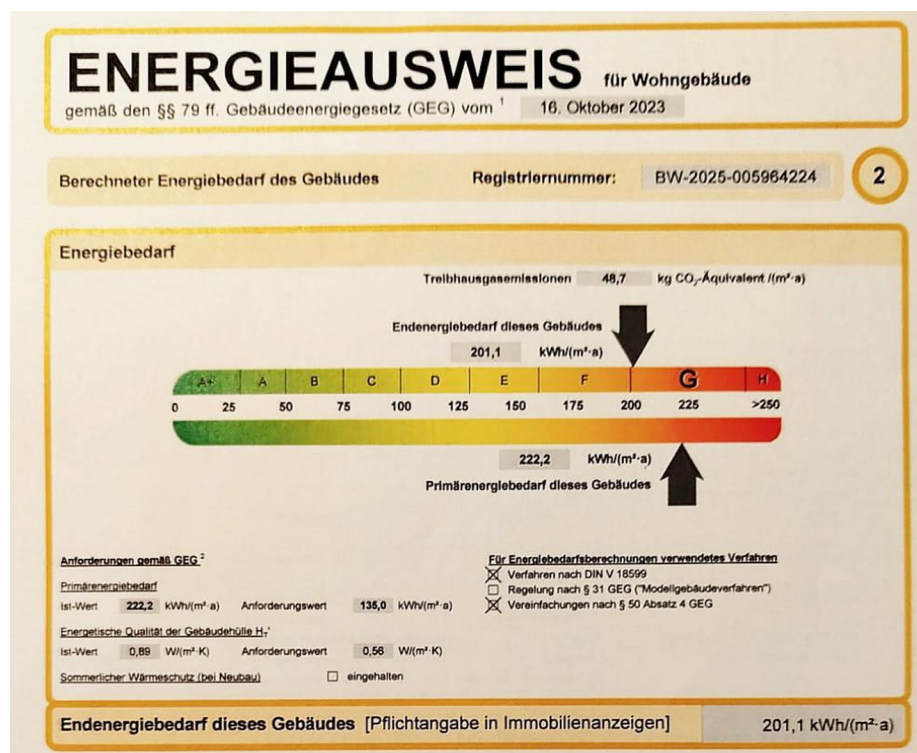 ENERGIEAUSWEIS für Wohngebäude
gemäß den §§ 79 ff. Gebäudeenergiegesetz (GEG) vom ¹ 16. Oktober 2023
Berechneter Energiebedarf des Gebäudes Registriernummer: BW-2025-005964224 2
Energiebedarf
Treibhausgasemissionen 48,7 kg CO₂-Äquivalent /(m²·a)
Endenergiebedarf dieses Gebäudes
201,1 kWh/(m²·a)
A+ A B C D E F G H
0 25 50 75 100 125 150 175 200 225 >250
222,2 kWh/(m²·a)
Primärenergiebedarf dieses Gebäudes
Anforderungen gemäß GEG ² Für Energiebedarfsberechnungen verwendetes Verfahren
Verfahren nach DIN V 18599
Primärenergiebedarf Regelung nach § 31 GEG ("Modellgebäudeverfahren")
Ist-Wert 222,2 kWh/(m²·a) Anforderungswert 135,0 kWh/(m²·a) Vereinfachungen nach § 50 Absatz 4 GEG
Energetische Qualität der Gebäudehülle H_T'
Ist-Wert 0,89 W/(m²·K) Anforderungswert 0,56 W/(m²·K)
Sommerlicher Wärmeschutz (bei Neubau) eingehalten
Endenergiebedarf dieses Gebäudes [Pflichtangabe in Immobilienanzeigen] 201,1 kWh/(m²·a)